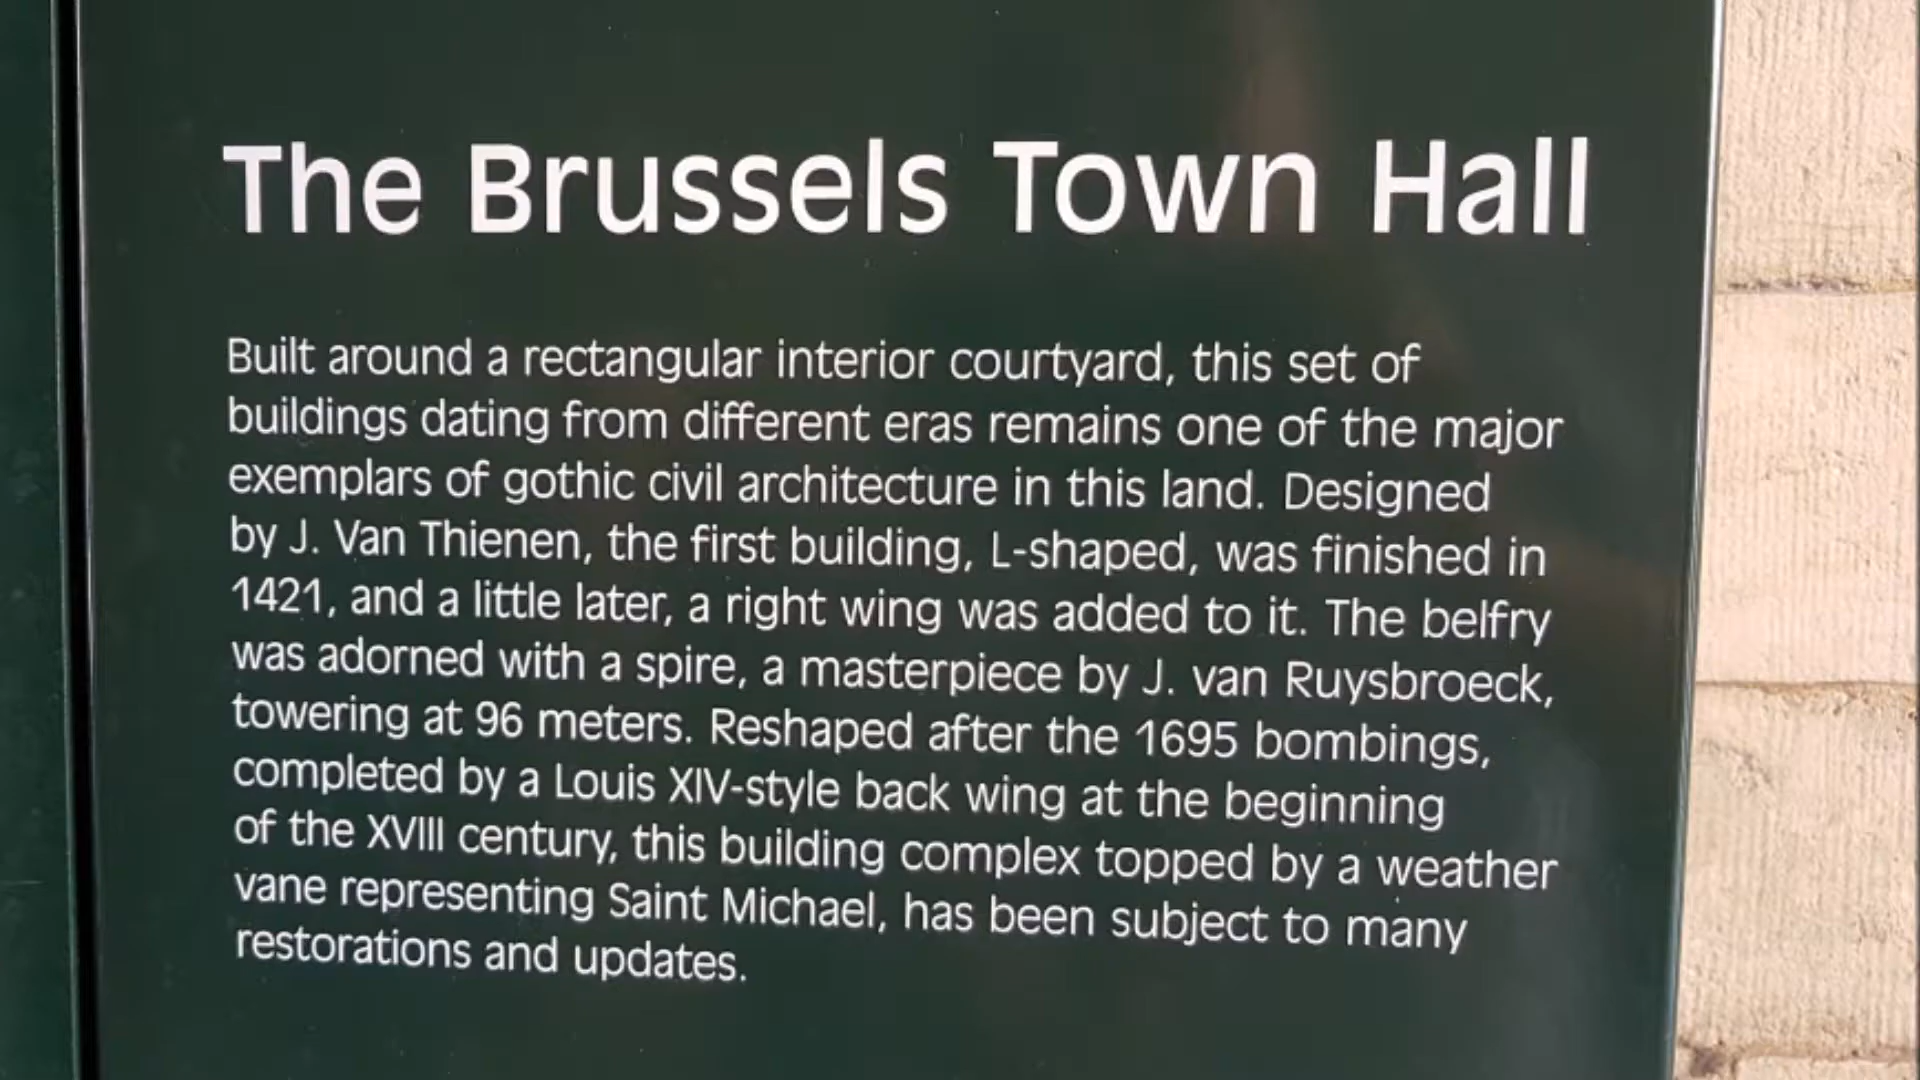 The Brussels Town Hall
Built around a rectangular interior courtyard, this set of
buildings dating from different eras remains one of the major
exemplars of gothic civil architecture in this land. Designed
by J. Van Thienen, the first building, L-shaped, was finished in
1421, and a little later, a right wing was added to it. The belfry
was adorned with a spire, a masterpiece by J. van Ruysbroeck,
towering at 96 meters. Reshaped after the 1695 bombings,
completed by a Louis XIV-style back wing at the beginning
of the XVIII century, this building complex topped by a weather
vane representing Saint Michael, has been subject to many
restorations and updates.